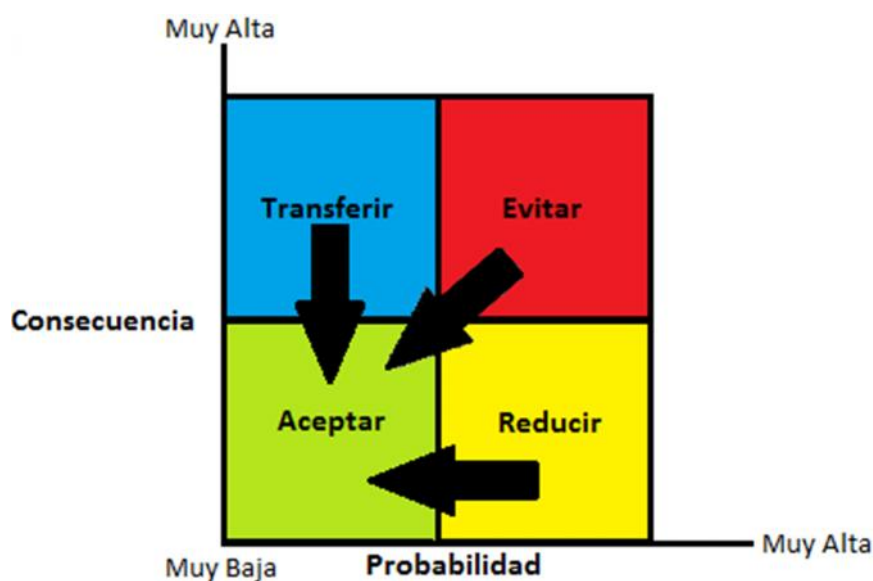 Muy Alta
Transferir
Evitar
Consecuencia
Aceptar
Reducir
Muy Baja
Probabilidad
Muy Alta